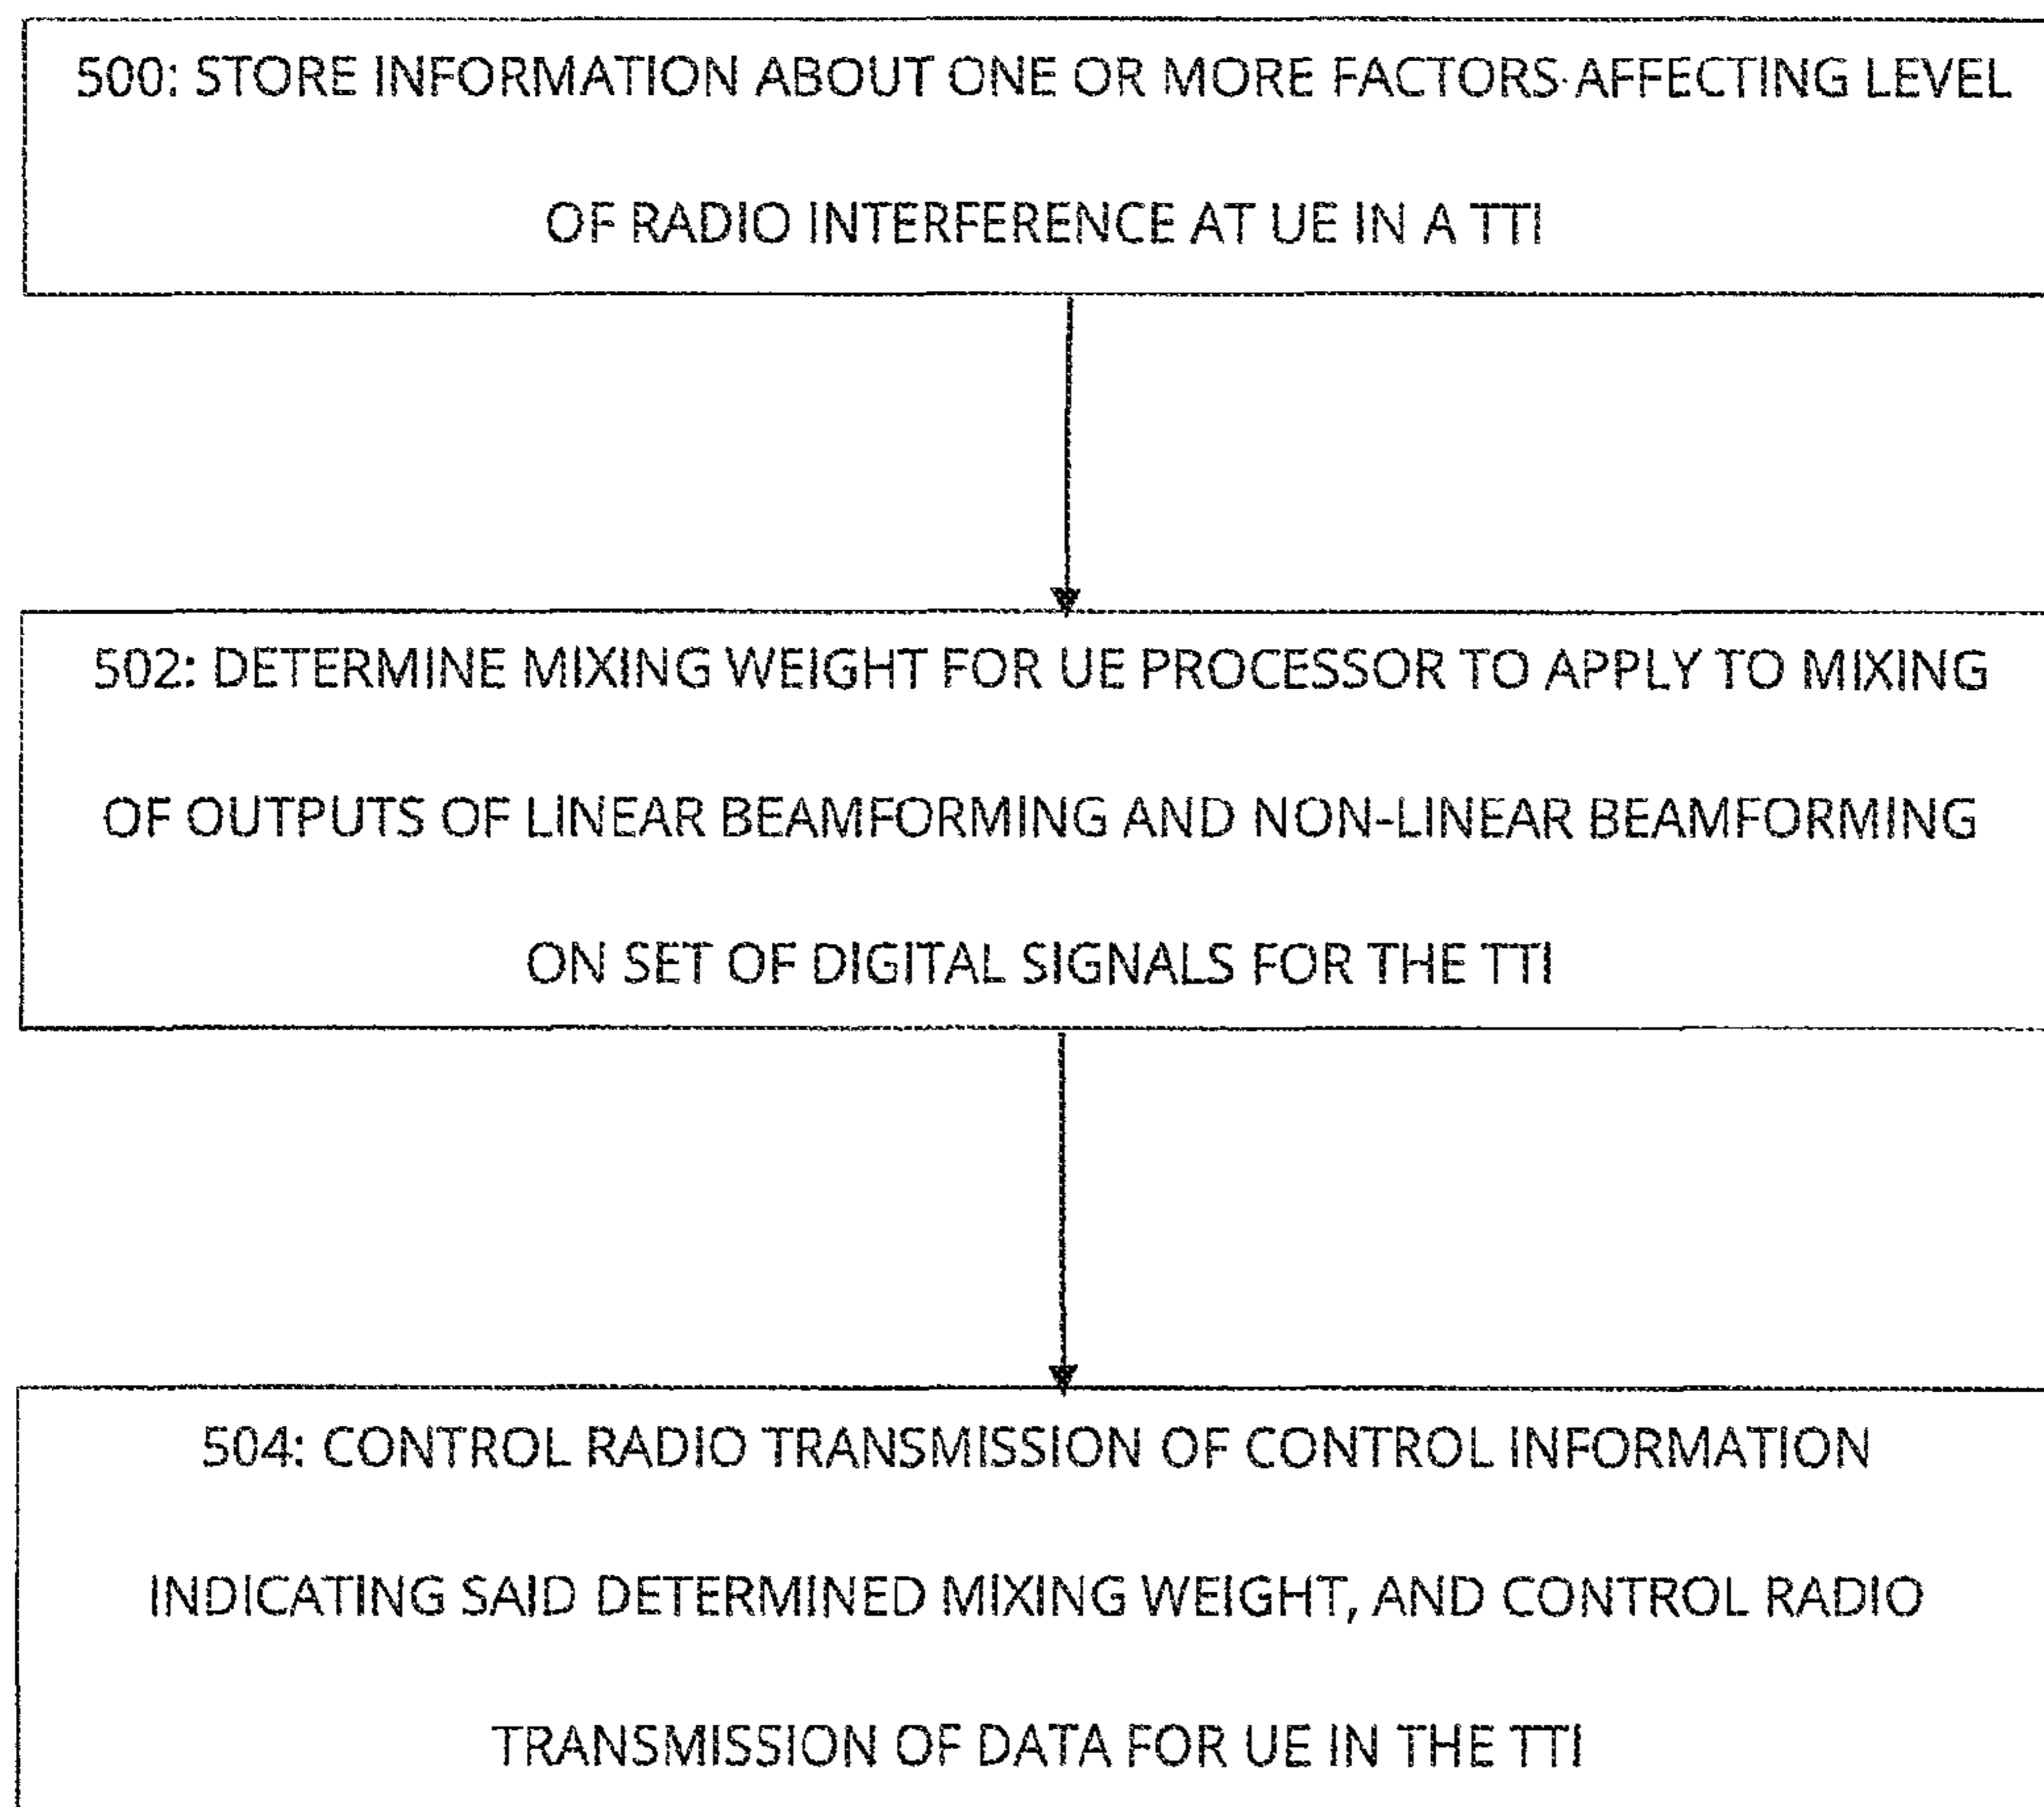 500: STORE INFORMATION ABOUT ONE OR MORE FACTORS AFFECTING LEVEL
OF RADIO INTERFERENCE AT UE IN A TTI
502: DETERMINE MIXING WEIGHT FOR UE PROCESSOR TO APPLY TO MIXING
OF OUTPUTS OF LINEAR BEAMFORMING AND NON-LINEAR BEAMFORMING
ON SET OF DIGITAL SIGNALS FOR THE TTI
504: CONTROL RADIO TRANSMISSION OF CONTROL INFORMATION
INDICATING SAID DETERMINED MIXING WEIGHT, AND CONTROL RADIO
TRANSMISSION OF DATA FOR UE IN THE TTI